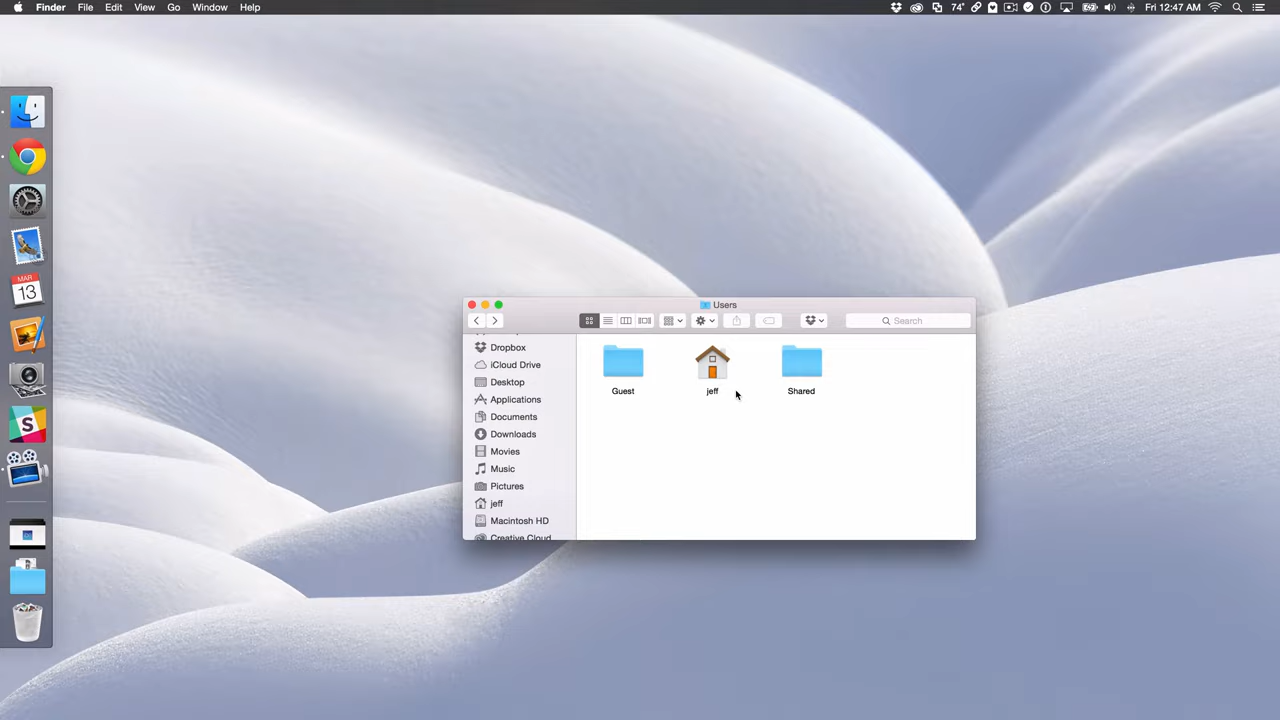 Finder File Edit View Go Window Help 74° Fri 12:47 AM
MAR
13
S
Users
Search
Dropbox
iCloud Drive
Desktop
Applications
Documents
Downloads
Movies
Music
Pictures
jeff
Macintosh HD
Creative Cloud
Guest jeff Shared